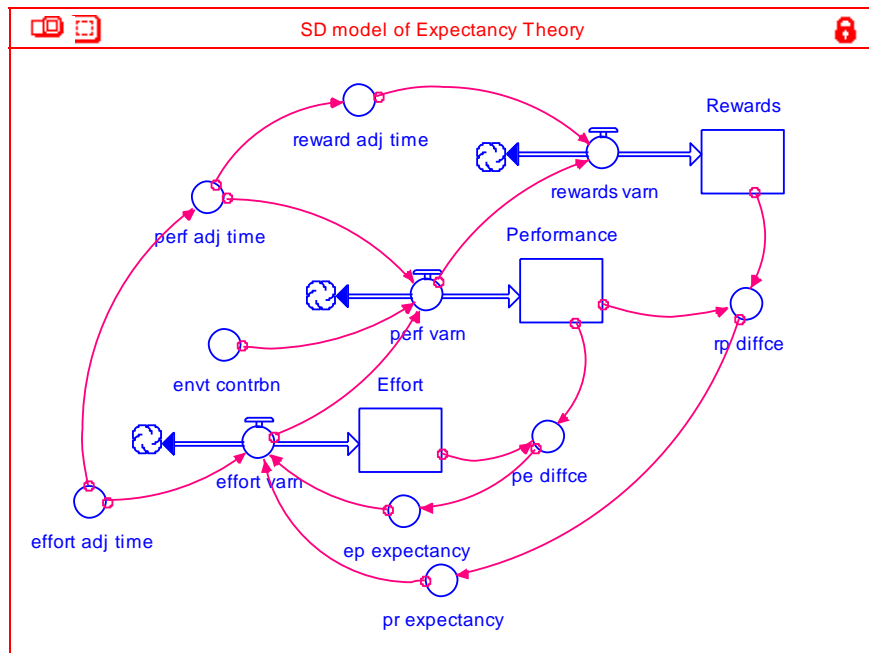 SD model of Expectancy Theory
Rewards
reward adj time
rewards varn
perf adj time
Performance
perf varn
rp diffce
envt contrbn
Effort
effort varn
pe diffce
effort adj time
ep expectancy
pr expectancy